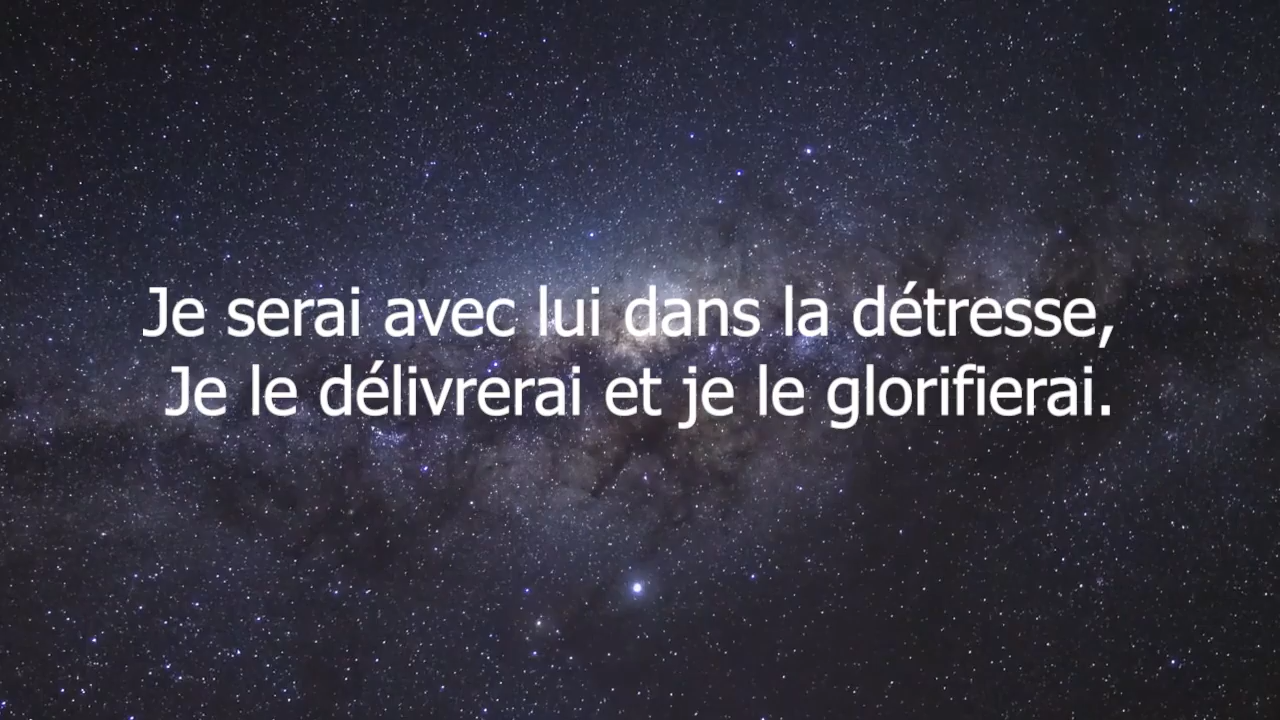 Je serai avec lui dans la détresse,
Je le délivrerai et je le glorifierai.